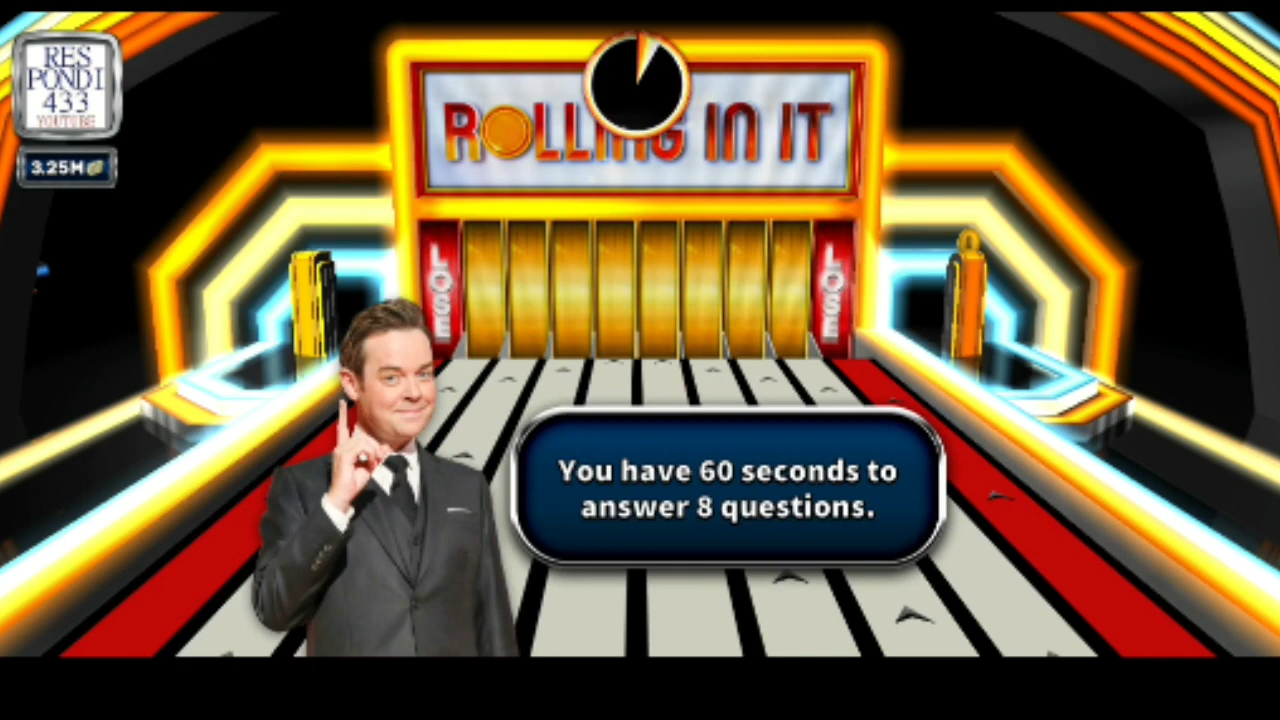 RES
PONDI
433
YOUTUBE
3.25M
ROLLING IN IT
LOSE
LOSE
You have 60 seconds to
answer 8 questions.